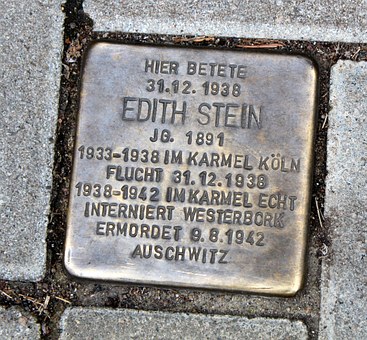 HIER BETETE
31.12. 1938
EDITH STEIN
JG. 1891
1933-1938 IM KARMEL KÖLN
FLUCHT 31.12.1938
1938-1942 IM KARMEL ECHT
INTERNIERT WESTERBORK
ERMORDET 9.8.1942
AUSCHWITZ